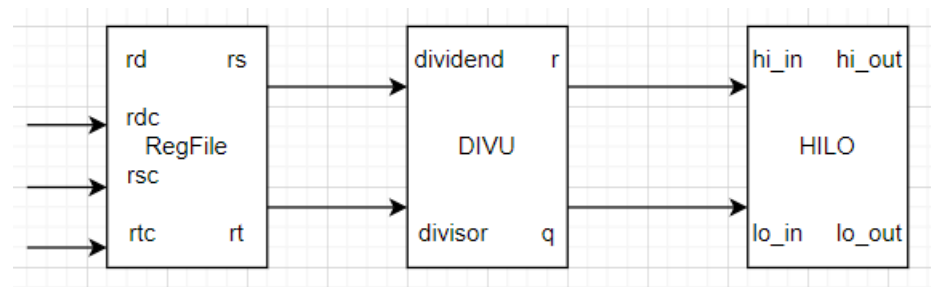 rd rs
rdc
RegFile
rsc
rtc rt
dividend r
DIVU
divisor q
hi_in hi_out
HILO
lo_in lo_out